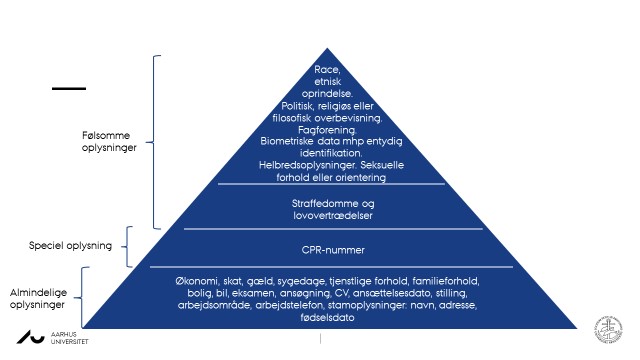 Race,
etnisk
oprindelse.
Politisk, religiøs eller
filosofisk overbevisning.
Fagforening.
Biometriske data mhp entydig
identifikation.
Helbredsoplysninger. Seksuelle
forhold eller orientering
Følsomme
oplysninger
Straffedomme og
lovovertrædelser
Speciel oplysning
CPR-nummer
Almindelige
oplysninger
Økonomi, skat, gæld, sygedage, tjenstlige forhold, familieforhold,
bolig, bil, eksamen, ansøgning, CV, ansættelsesdato, stilling,
arbejdsområde, arbejdstelefon, stamoplysninger: navn, adresse,
fødselsdato
AARHUS
UNIVERSITET